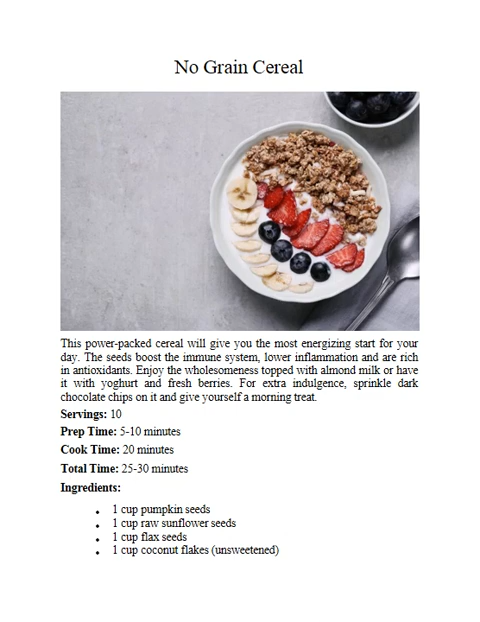 No Grain Cereal
This power-packed cereal will give you the most energizing start for your
day. The seeds boost the immune system, lower inflammation and are rich
in antioxidants. Enjoy the wholesomeness topped with almond milk or have
it with yoghurt and fresh berries. For extra indulgence, sprinkle dark
chocolate chips on it and give yourself a morning treat.
Servings: 10
Prep Time: 5-10 minutes
Cook Time: 20 minutes
Total Time: 25-30 minutes
Ingredients:
• 1 cup pumpkin seeds
• 1 cup raw sunflower seeds
• 1 cup flax seeds
• 1 cup coconut flakes (unsweetened)